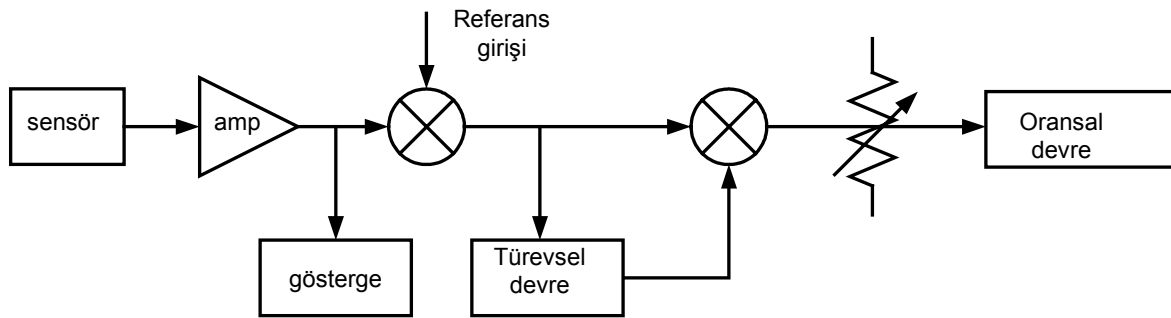 Referans
girişi
sensör
amp
Oransal
devre
gösterge
Türevsel
devre